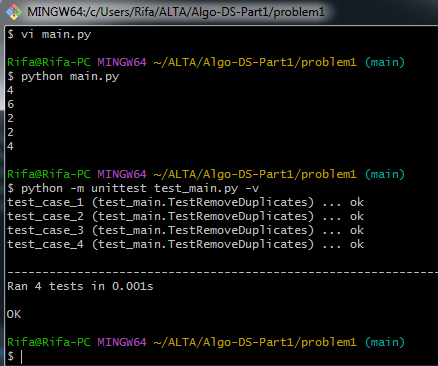 MINGW64:/c/Users/Rifa/ALTA/Algo-DS-Part1/problem1
$ vi main.py
Rifa@Rifa-PC MINGW64 ~/ALTA/Algo-DS-Part1/problem1 (main)
$ python main.py
4
6
2
2
4
Rifa@Rifa-PC MINGW64 ~/ALTA/Algo-DS-Part1/problem1 (main)
$ python -m unittest test_main.py -v
test_case_1 (test_main.TestRemoveDuplicates) ... ok
test_case_2 (test_main.TestRemoveDuplicates) ... ok
test_case_3 (test_main.TestRemoveDuplicates) ... ok
test_case_4 (test_main.TestRemoveDuplicates) ... ok
----------------------------------------------------------------------
Ran 4 tests in 0.001s
OK
Rifa@Rifa-PC MINGW64 ~/ALTA/Algo-DS-Part1/problem1 (main)
$